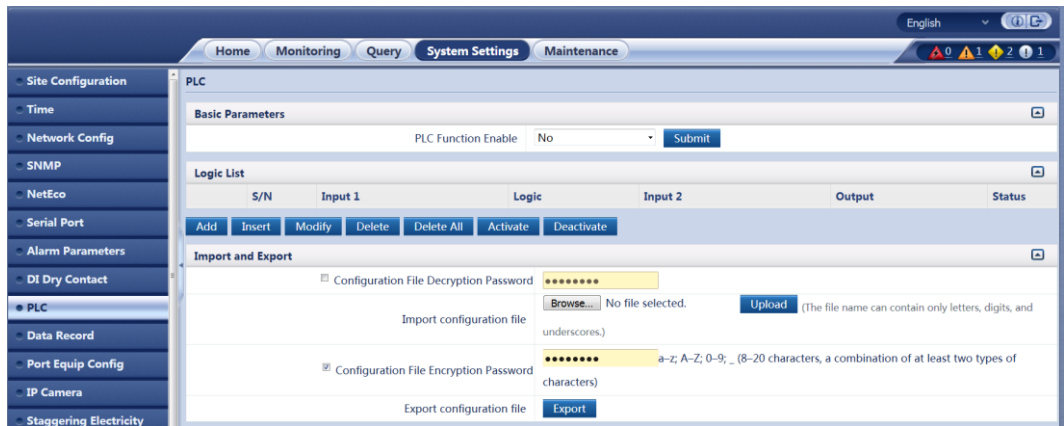 English
Home Monitoring Query System Settings Maintenance
0 1 2 1
Site Configuration
Time
Network Config
SNMP
NetEco
Serial Port
Alarm Parameters
DI Dry Contact
PLC
Data Record
Port Equip Config
IP Camera
Staggering Electricity
PLC
Basic Parameters
PLC Function Enable No Submit
Logic List
S/N Input 1 Logic Input 2 Output Status
Add Insert Modify Delete Delete All Activate Deactivate
Import and Export
Configuration File Decryption Password ●●●●●●●●
Import configuration file Browse... No file selected. Upload (The file name can contain only letters, digits, and
underscores.)
Configuration File Encryption Password ●●●●●●●● a–z; A–Z; 0–9; _ (8–20 characters, a combination of at least two types of
characters)
Export configuration file Export